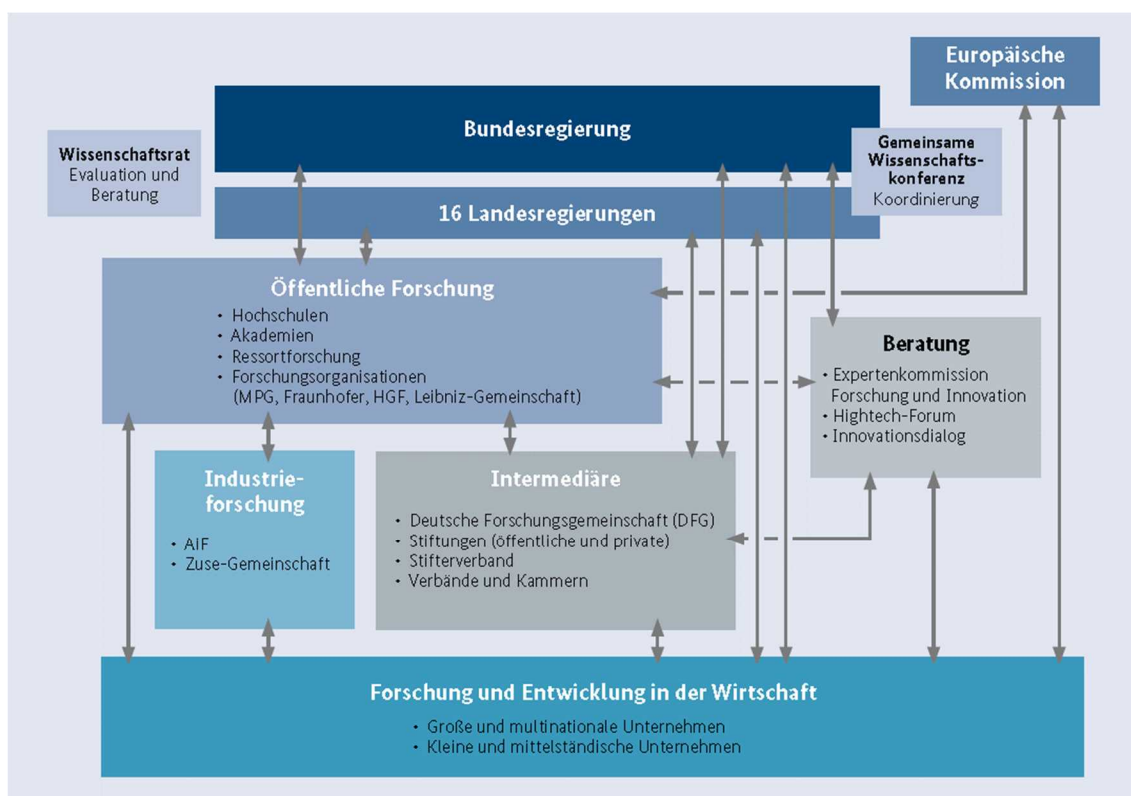 Europäische
Kommission
Bundesregierung
Wissenschaftsrat
Evaluation und
Beratung
Gemeinsame
Wissenschafts-
konferenz
Koordinierung
16 Landesregierungen
Öffentliche Forschung
• Hochschulen
• Akademien
• Ressortforschung
• Forschungsorganisationen
(MPG, Fraunhofer, HGF, Leibniz-Gemeinschaft)
Beratung
• Expertenkommission
Forschung und Innovation
• Hightech-Forum
• Innovationsdialog
Industrie-
forschung
• AiF
• Zuse-Gemeinschaft
Intermediäre
• Deutsche Forschungsgemeinschaft (DFG)
• Stiftungen (öffentliche und private)
• Stifterverband
• Verbände und Kammern
Forschung und Entwicklung in der Wirtschaft
• Große und multinationale Unternehmen
• Kleine und mittelständische Unternehmen